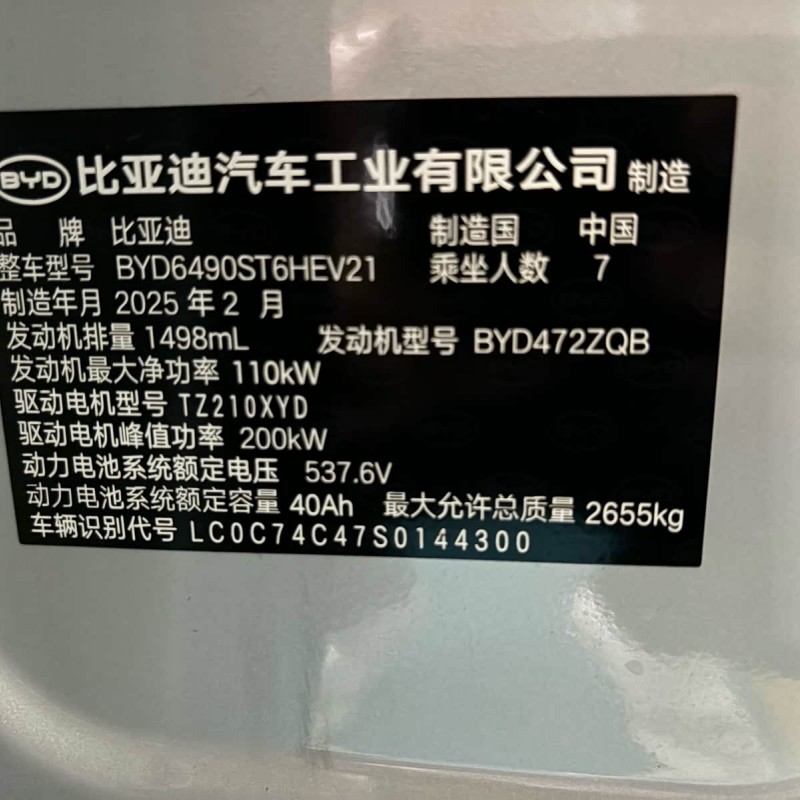 BYD 比亚迪汽车工业有限公司 制造
品 牌 比亚迪 制造国 中国
整车型号 BYD6490ST6HEV21 乘坐人数 7
制造年月 2025 年 2 月
发动机排量 1498mL 发动机型号 BYD472ZQB
发动机最大净功率 110kW
驱动电机型号 TZ210XYD
驱动电机峰值功率 200kW
动力电池系统额定电压 537.6V
动力电池系统额定容量 40Ah 最大允许总质量 2655kg
车辆识别代号 LC0C74C47S0144300